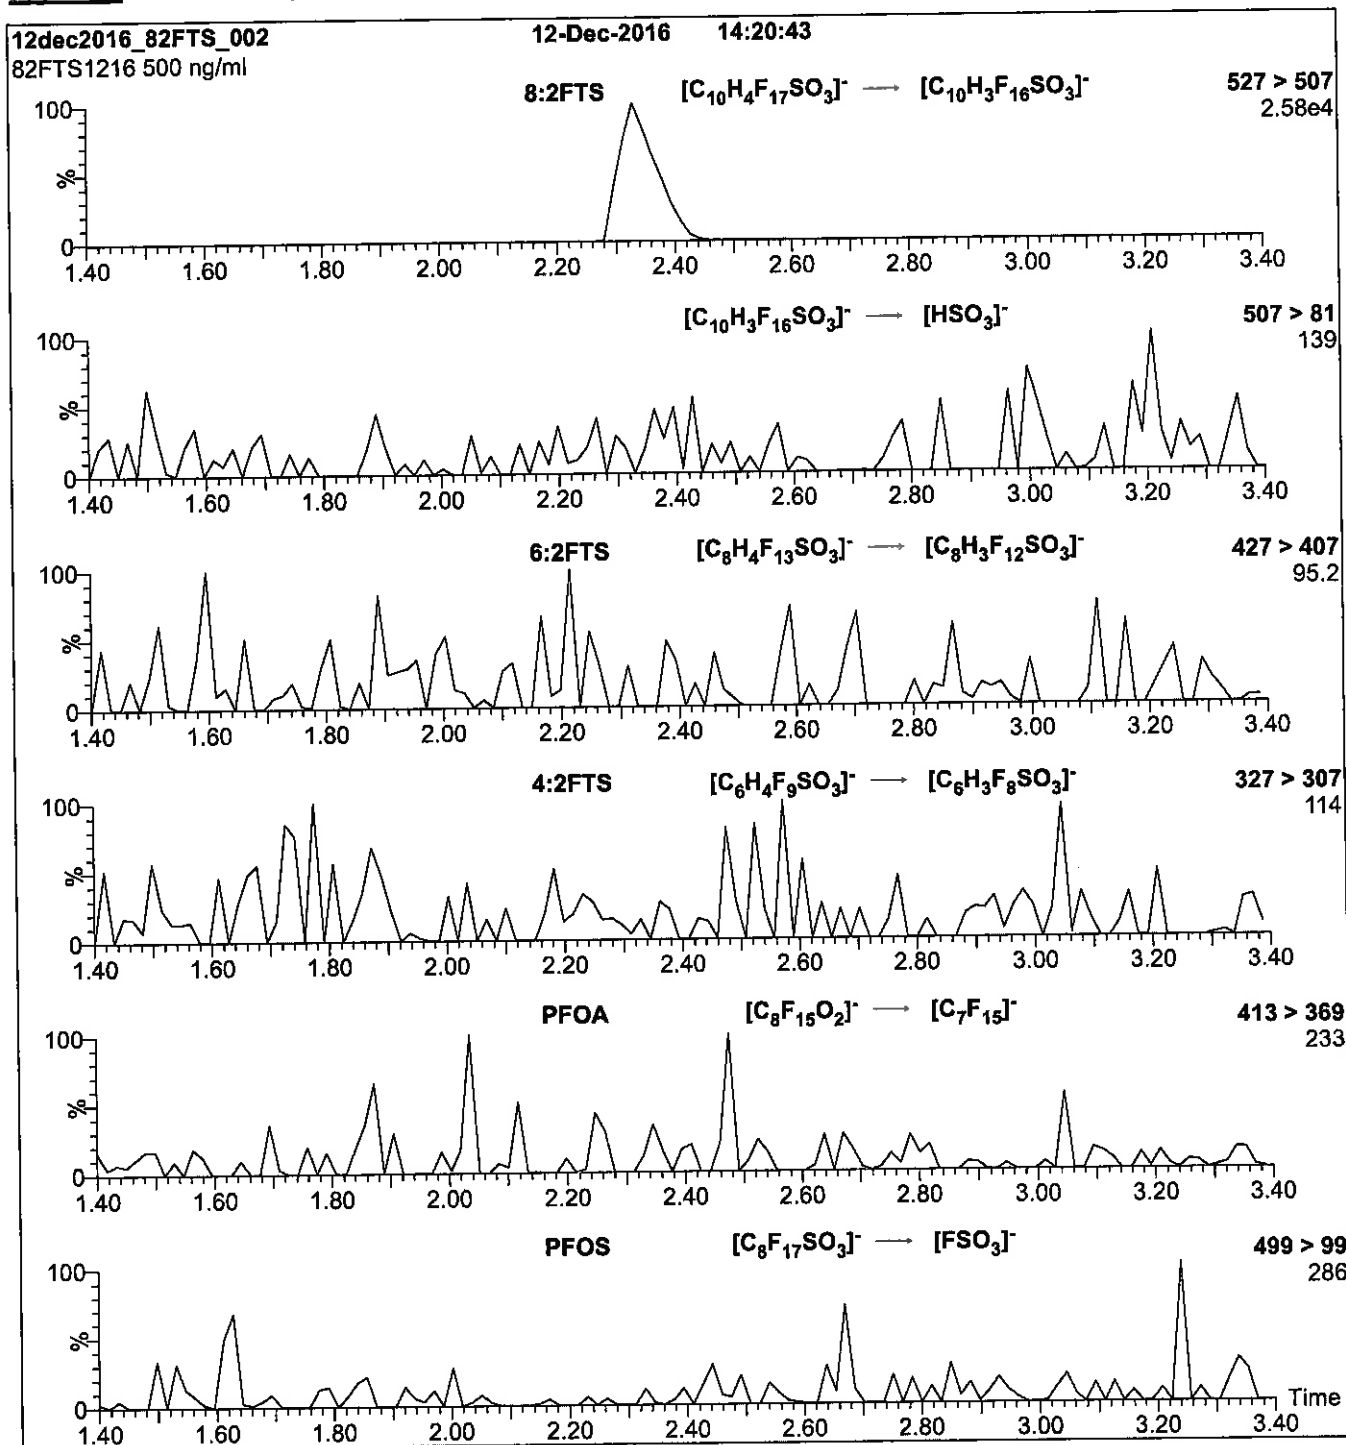 12dec2016_82FTS_002 12-Dec-2016 14:20:43
82FTS1216 500 ng/ml
8:2FTS [C₁₀H₄F₁₇SO₃]⁻ → [C₁₀H₃F₁₆SO₃]⁻ 527 > 507
2.58e4
100
%
0
1.40 1.60 1.80 2.00 2.20 2.40 2.60 2.80 3.00 3.20 3.40
[C₁₀H₃F₁₆SO₃]⁻ → [HSO₃]⁻ 507 > 81
139
100
%
0
1.40 1.60 1.80 2.00 2.20 2.40 2.60 2.80 3.00 3.20 3.40
6:2FTS [C₈H₄F₁₃SO₃]⁻ → [C₈H₃F₁₂SO₃]⁻ 427 > 407
95.2
100
%
0
1.40 1.60 1.80 2.00 2.20 2.40 2.60 2.80 3.00 3.20 3.40
4:2FTS [C₆H₄F₉SO₃]⁻ → [C₆H₃F₈SO₃]⁻ 327 > 307
114
100
%
0
1.40 1.60 1.80 2.00 2.20 2.40 2.60 2.80 3.00 3.20 3.40
PFOA [C₈F₁₅O₂]⁻ → [C₇F₁₅]⁻ 413 > 369
233
100
%
0
1.40 1.60 1.80 2.00 2.20 2.40 2.60 2.80 3.00 3.20 3.40
PFOS [C₈F₁₇SO₃]⁻ → [FSO₃]⁻ 499 > 99
286
100
%
0
Time
1.40 1.60 1.80 2.00 2.20 2.40 2.60 2.80 3.00 3.20 3.40